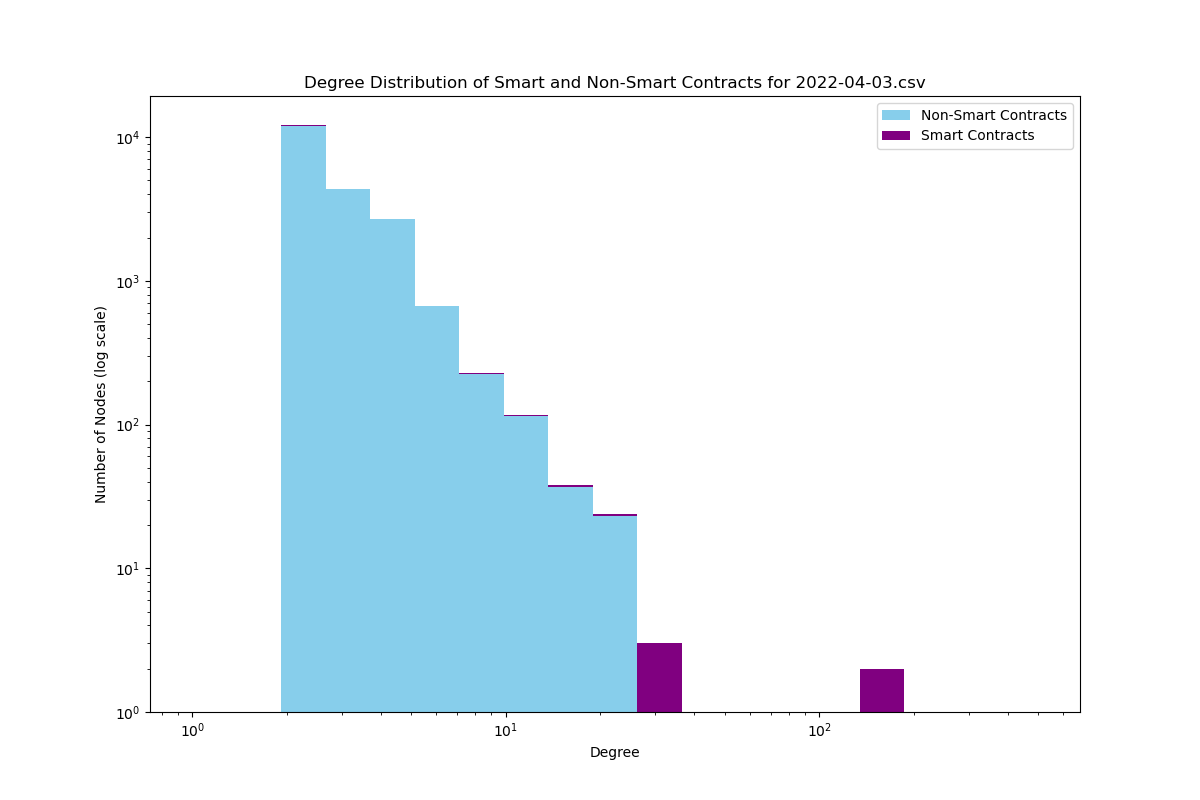 Degree Distribution of Smart and Non-Smart Contracts for 2022-04-03.csv
Non-Smart Contracts
Smart Contracts
Number of Nodes (log scale)
10⁴
10³
10²
10¹
10⁰
10⁰ 10¹ 10²
Degree